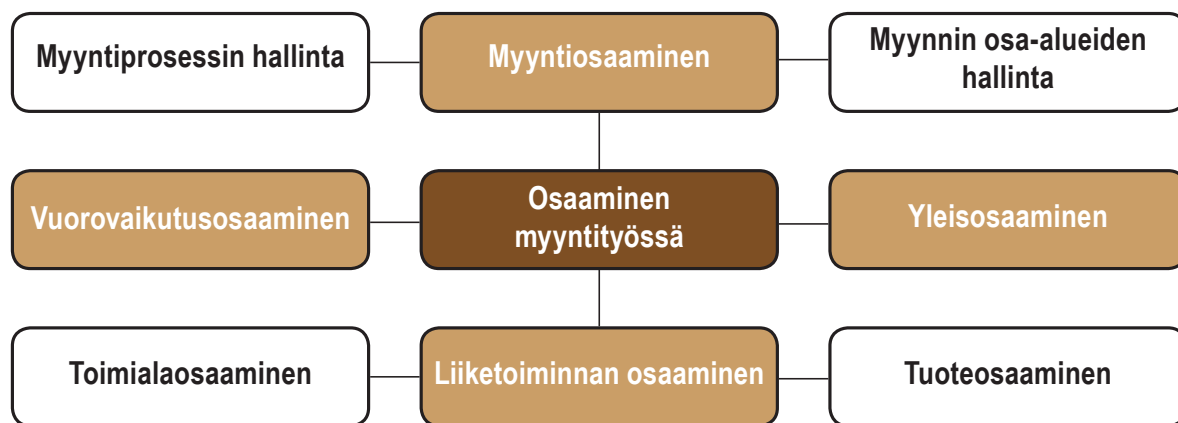 Myyntiprosessin hallinta
Myyntiosaaminen
Myynnin osa-alueiden
hallinta
Vuorovaikutusosaaminen
Osaaminen
myyntityössä
Yleisosaaminen
Toimialaosaaminen
Liiketoiminnan osaaminen
Tuoteosaaminen